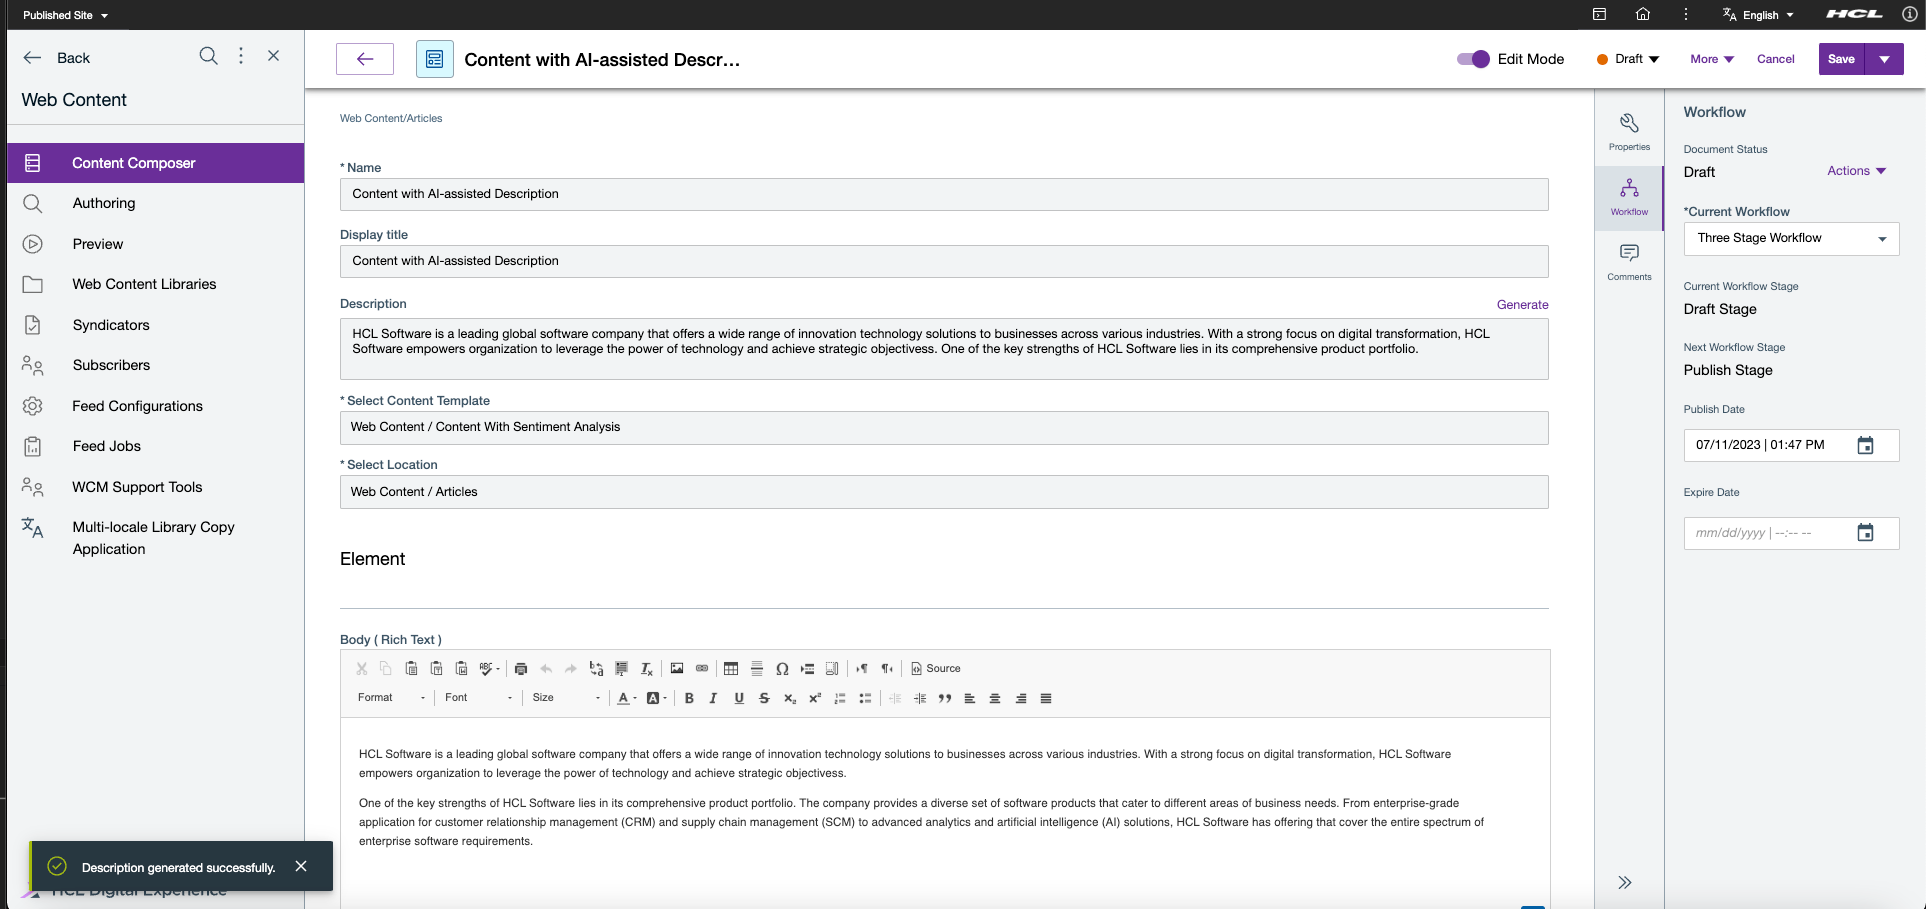 Published Site
English
HCL
Back
Web Content
Content Composer
Authoring
Preview
Web Content Libraries
Syndicators
Subscribers
Feed Configurations
Feed Jobs
WCM Support Tools
Multi-locale Library Copy
Application
Description generated successfully.
HCL Digital Experience
Content with AI-assisted Descr...
Edit Mode
Draft
More
Cancel
Save
Web Content/Articles
* Name
Content with AI-assisted Description
Display title
Content with AI-assisted Description
Description
Generate
HCL Software is a leading global software company that offers a wide range of innovation technology solutions to businesses across various industries. With a strong focus on digital transformation, HCL
Software empowers organization to leverage the power of technology and achieve strategic objectivess. One of the key strengths of HCL Software lies in its comprehensive product portfolio.
* Select Content Template
Web Content / Content With Sentiment Analysis
* Select Location
Web Content / Articles
Element
Body ( Rich Text )
Source
Format Font Size
HCL Software is a leading global software company that offers a wide range of innovation technology solutions to businesses across various industries. With a strong focus on digital transformation, HCL Software
empowers organization to leverage the power of technology and achieve strategic objectivess.
One of the key strengths of HCL Software lies in its comprehensive product portfolio. The company provides a diverse set of software products that cater to different areas of business needs. From enterprise-grade
application for customer relationship management (CRM) and supply chain management (SCM) to advanced analytics and artificial intelligence (AI) solutions, HCL Software has offering that cover the entire spectrum of
enterprise software requirements.
Properties
Workflow
Comments
Workflow
Document Status
Draft
Actions
*Current Workflow
Three Stage Workflow
Current Workflow Stage
Draft Stage
Next Workflow Stage
Publish Stage
Publish Date
07/11/2023 | 01:47 PM
Expire Date
mm/dd/yyyy | --:-- --